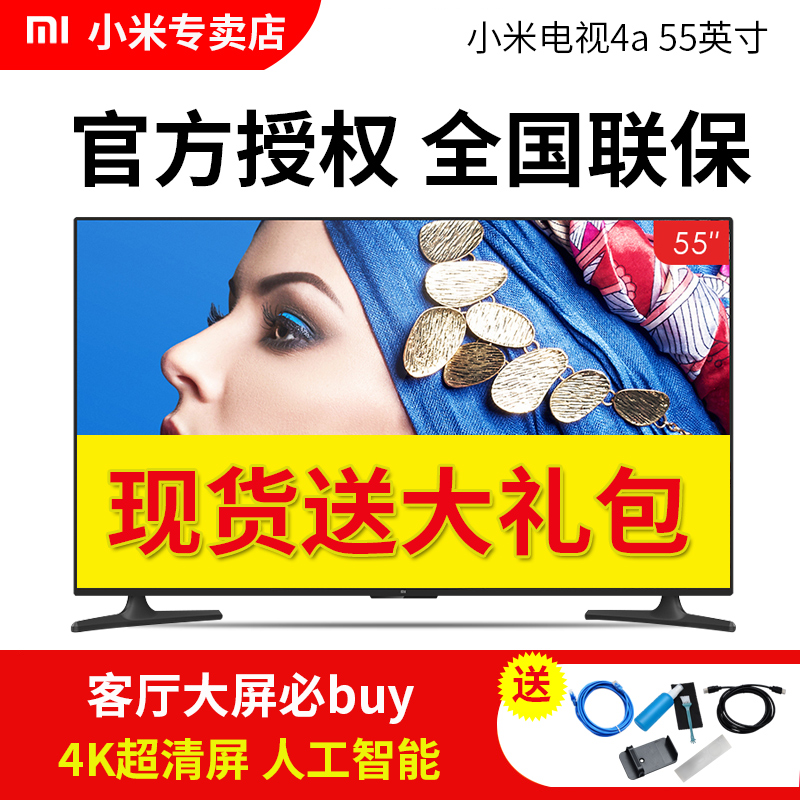 mi 小米专卖店
小米电视4a 55英寸
官方授权 全国联保
55"
现货送大礼包
mi
客厅大屏必buy
送
4K超清屏 人工智能